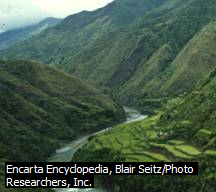 Encarta Encyclopedia, Blair Seitz/Photo
Researchers, Inc.